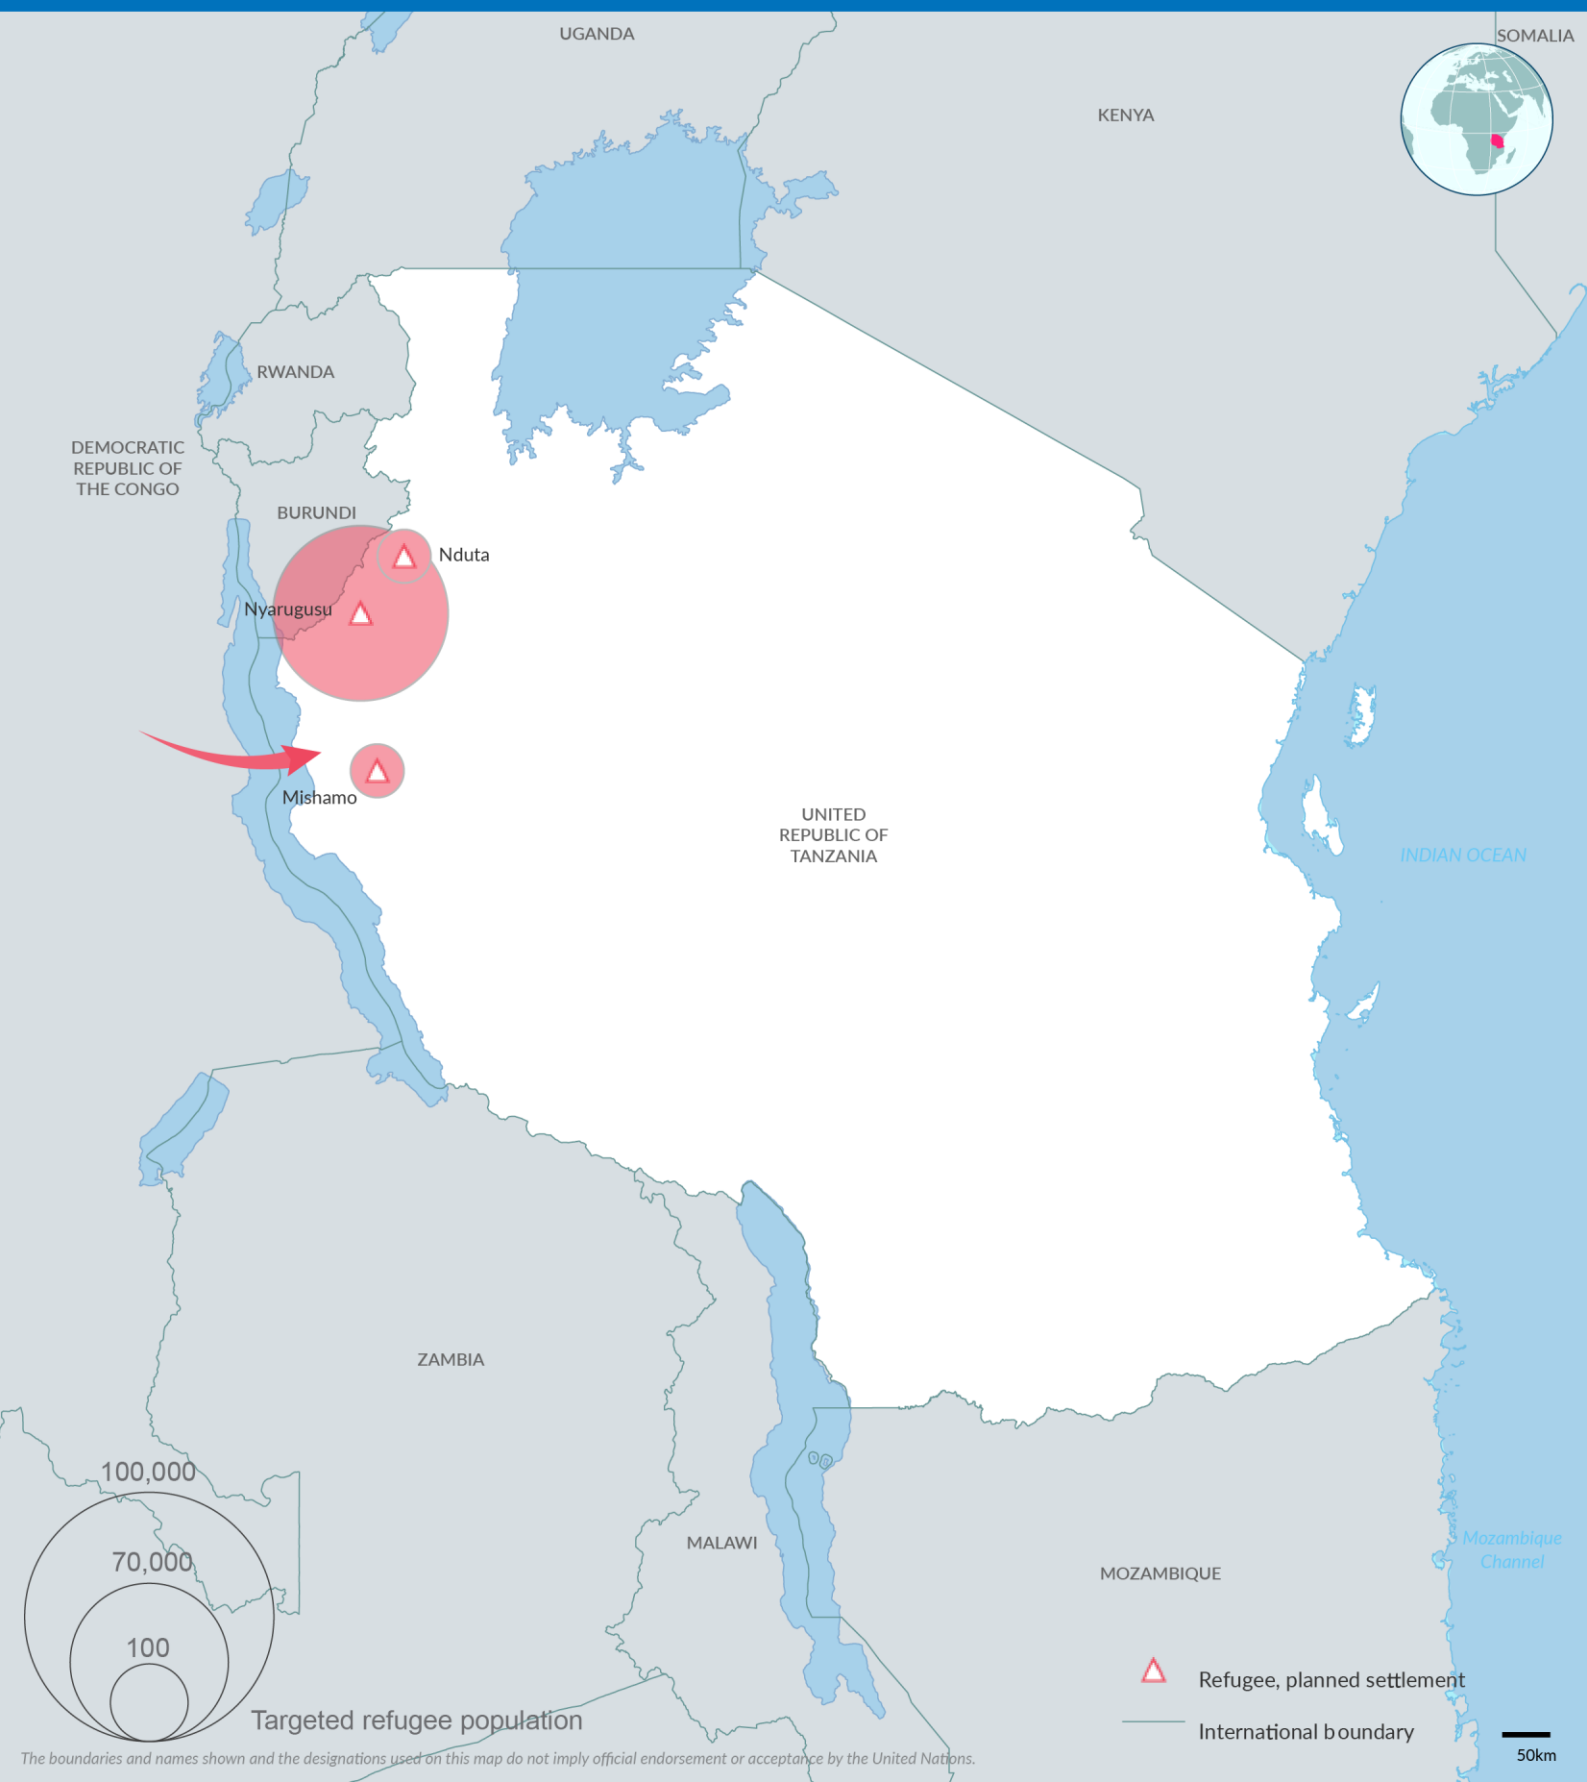 UGANDA
SOMALIA
KENYA
RWANDA
DEMOCRATIC
REPUBLIC OF
THE CONGO
BURUNDI
Nduta
Nyarugusu
Mishamo
UNITED
REPUBLIC OF
TANZANIA
INDIAN OCEAN
ZAMBIA
100,000
70,000
100
Targeted refugee population
MALAWI
MOZAMBIQUE
Mozambique
Channel
Refugee, planned settlement
International boundary
50km
The boundaries and names shown and the designations used on this map do not imply official endorsement or acceptance by the United Nations.